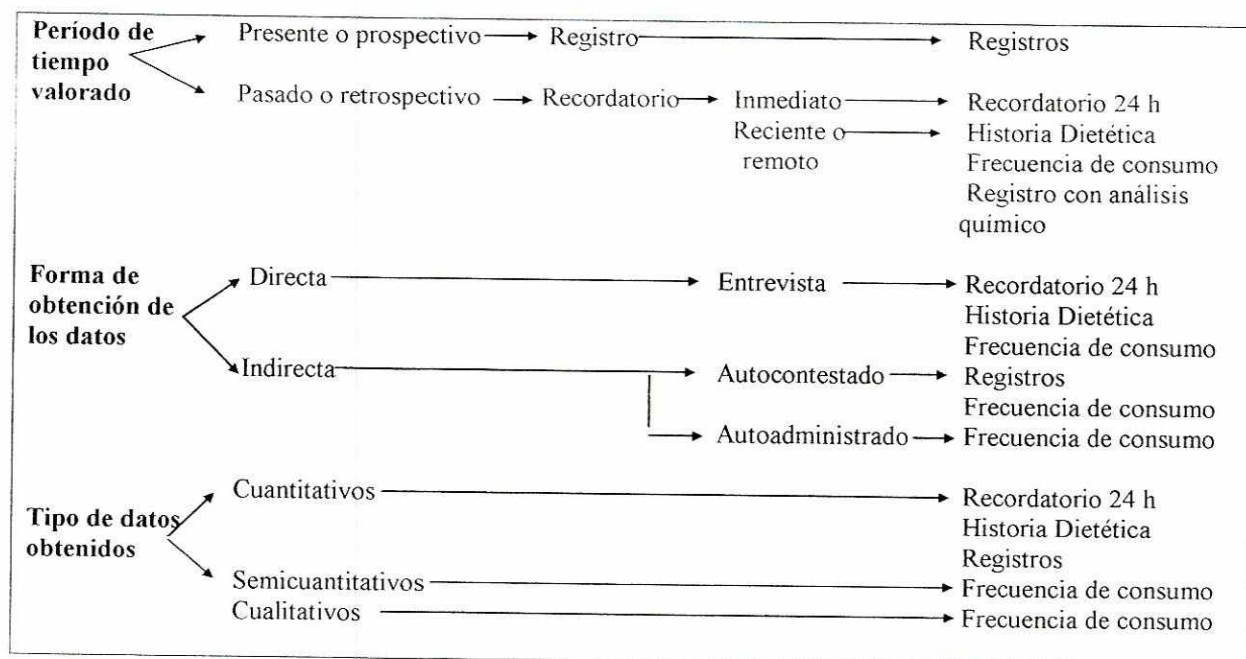 Período de tiempo valorado
Presente o prospectivo Registro Registros
Pasado o retrospectivo Recordatorio Inmediato Recordatorio 24 h
Reciente o remoto Historia Dietética
Frecuencia de consumo
Registro con análisis
químico
Forma de obtención de los datos
Directa Entrevista Recordatorio 24 h
Historia Dietética
Frecuencia de consumo
Indirecta Autocontestado Registros
Frecuencia de consumo
Autoadministrado Frecuencia de consumo
Tipo de datos obtenidos
Cuantitativos Recordatorio 24 h
Historia Dietética
Registros
Semicuantitativos Frecuencia de consumo
Cualitativos Frecuencia de consumo